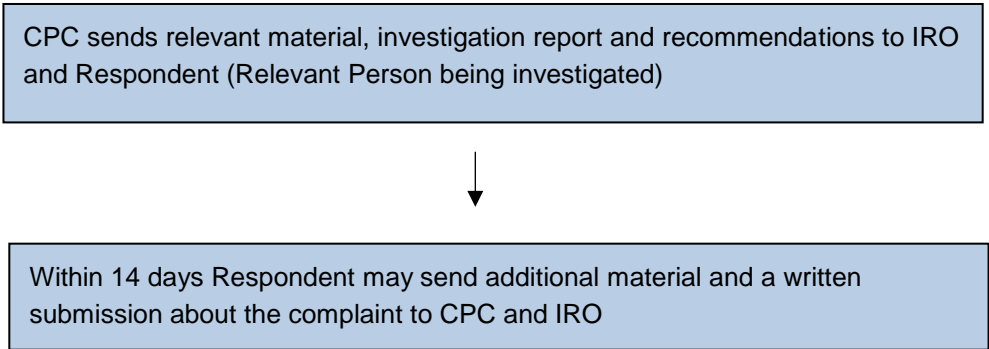 CPC sends relevant material, investigation report and recommendations to IRO
and Respondent (Relevant Person being investigated)
Within 14 days Respondent may send additional material and a written
submission about the complaint to CPC and IRO